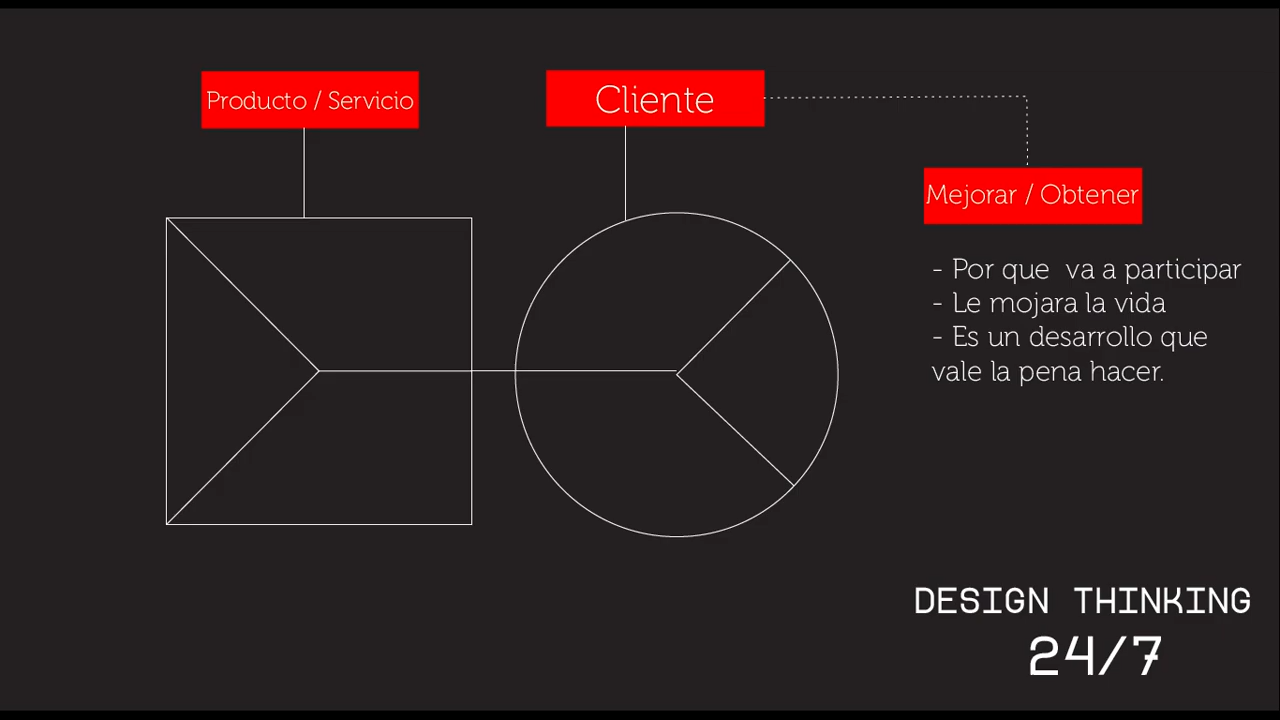 Producto / Servicio
Cliente
Mejorar / Obtener
- Por que  va a participar
- Le mojara la vida
- Es un desarrollo que
vale la pena hacer.
DESIGN THINKING
24/7